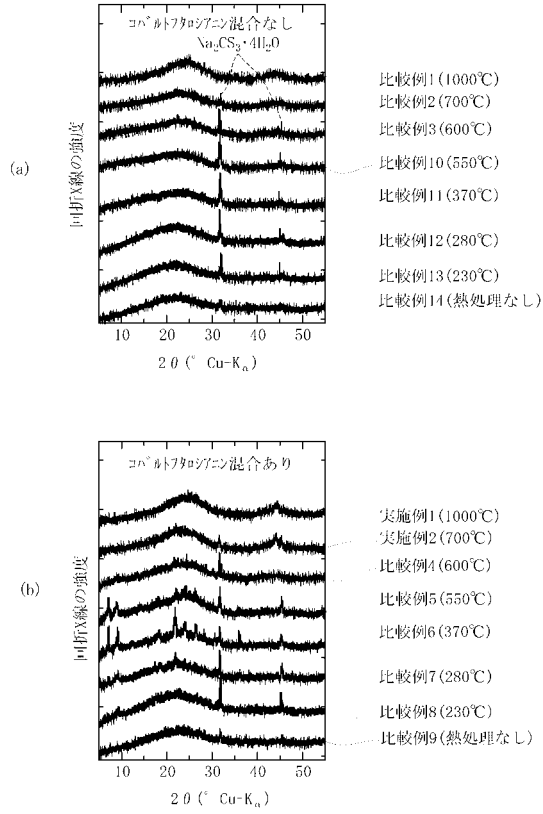 (a)
コバルトフタロシアニン混合なし
Na₂CS₃・4H₂O
回折X線の強度
比較例1(1000℃)
比較例2(700℃)
比較例3(600℃)
比較例10(550℃)
比較例11(370℃)
比較例12(280℃)
比較例13(230℃)
比較例14(熱処理なし)
10 20 30 40 50
2θ(° Cu-Kα)
(b)
コバルトフタロシアニン混合あり
回折X線の強度
実施例1(1000℃)
実施例2(700℃)
比較例4(600℃)
比較例5(550℃)
比較例6(370℃)
比較例7(280℃)
比較例8(230℃)
比較例9(熱処理なし)
10 20 30 40 50
2θ(° Cu-Kα)